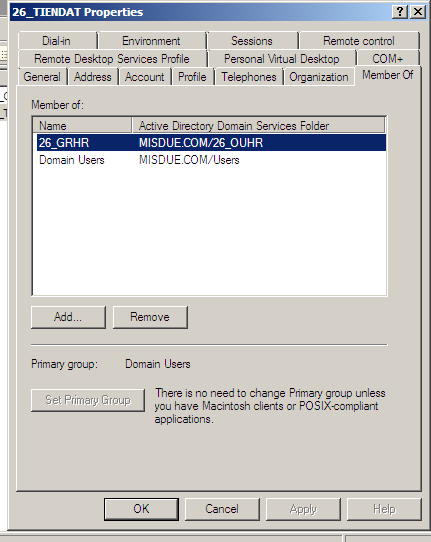 26_TIENDAT Properties
Dial-in Environment Sessions Remote control
Remote Desktop Services Profile Personal Virtual Desktop COM+
General Address Account Profile Telephones Organization Member Of
Member of:
Name Active Directory Domain Services Folder
26_GRHR MISDUE.COM/26_OUHR
Domain Users MISDUE.COM/Users
Add... Remove
Primary group: Domain Users
Set Primary Group
There is no need to change Primary group unless
you have Macintosh clients or POSIX-compliant
applications.
OK Cancel Apply Help